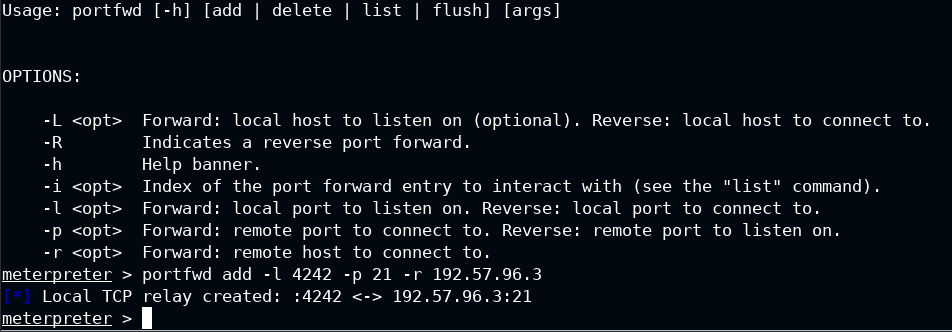 Usage: portfwd [-h] [add | delete | list | flush] [args]
OPTIONS:
-L <opt> Forward: local host to listen on (optional). Reverse: local host to connect to.
-R Indicates a reverse port forward.
-h Help banner.
-i <opt> Index of the port forward entry to interact with (see the "list" command).
-l <opt> Forward: local port to listen on. Reverse: local port to connect to.
-p <opt> Forward: remote port to connect to. Reverse: remote port to listen on.
-r <opt> Forward: remote host to connect to.
meterpreter > portfwd add -l 4242 -p 21 -r 192.57.96.3
[*] Local TCP relay created: :4242 <-> 192.57.96.3:21
meterpreter >